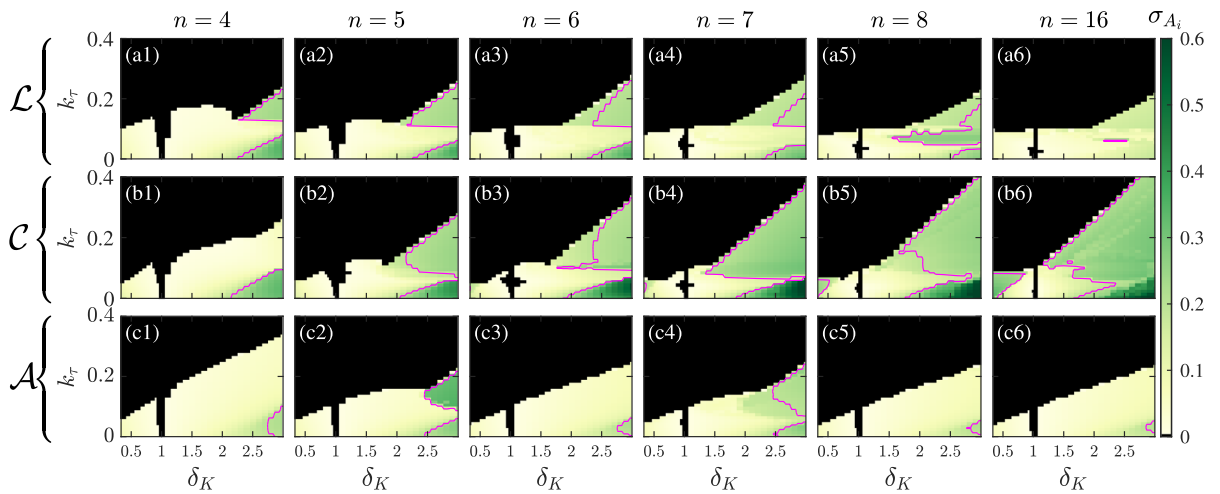 n = 4 n = 5 n = 6 n = 7 n = 8 n = 16 σ_{A_i}
ℒ { k_τ 0.4 0.2 0 (a1) (a2) (a3) (a4) (a5) (a6) 0.6
0.5
𝒞 { k_τ 0.4 0.2 0 (b1) (b2) (b3) (b4) (b5) (b6) 0.4
0.3
0.2
𝒜 { k_τ 0.4 0.2 0 (c1) (c2) (c3) (c4) (c5) (c6) 0.1
0
0.5 1 1.5 2 2.5 0.5 1 1.5 2 2.5 0.5 1 1.5 2 2.5 0.5 1 1.5 2 2.5 0.5 1 1.5 2 2.5 0.5 1 1.5 2 2.5
δ_K δ_K δ_K δ_K δ_K δ_K